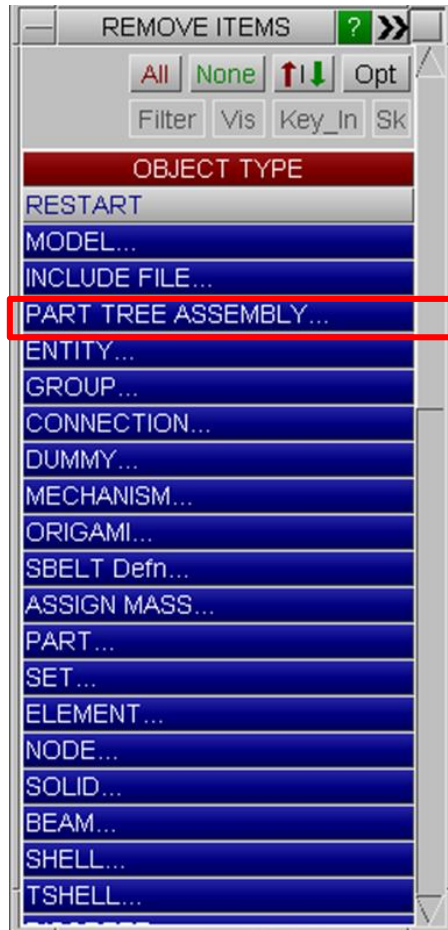 REMOVE ITEMS ?
All None Opt
Filter Vis Key_In Sk
OBJECT TYPE
RESTART
MODEL...
INCLUDE FILE...
PART TREE ASSEMBLY...
ENTITY...
GROUP...
CONNECTION...
DUMMY...
MECHANISM...
ORIGAMI...
SBELT Defn...
ASSIGN MASS...
PART...
SET...
ELEMENT...
NODE...
SOLID...
BEAM...
SHELL...
TSHELL...